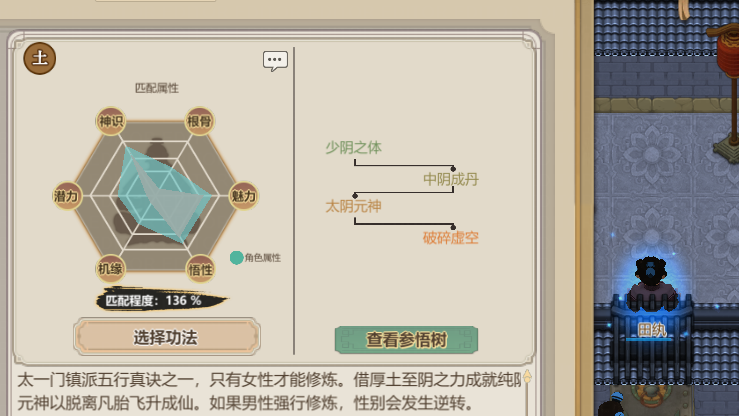 土
匹配属性
神识
根骨
潜力
魅力
机缘
悟性
角色属性
匹配程度：136 %
选择功法
少阴之体
中阴成丹
太阴元神
破碎虚空
查看参悟树
太一门镇派五行真诀之一，只有女性才能修炼。借厚土至阴之力成就纯阴
元神以脱离凡胎飞升成仙。如果男性强行修炼，性别会发生逆转。
田纨